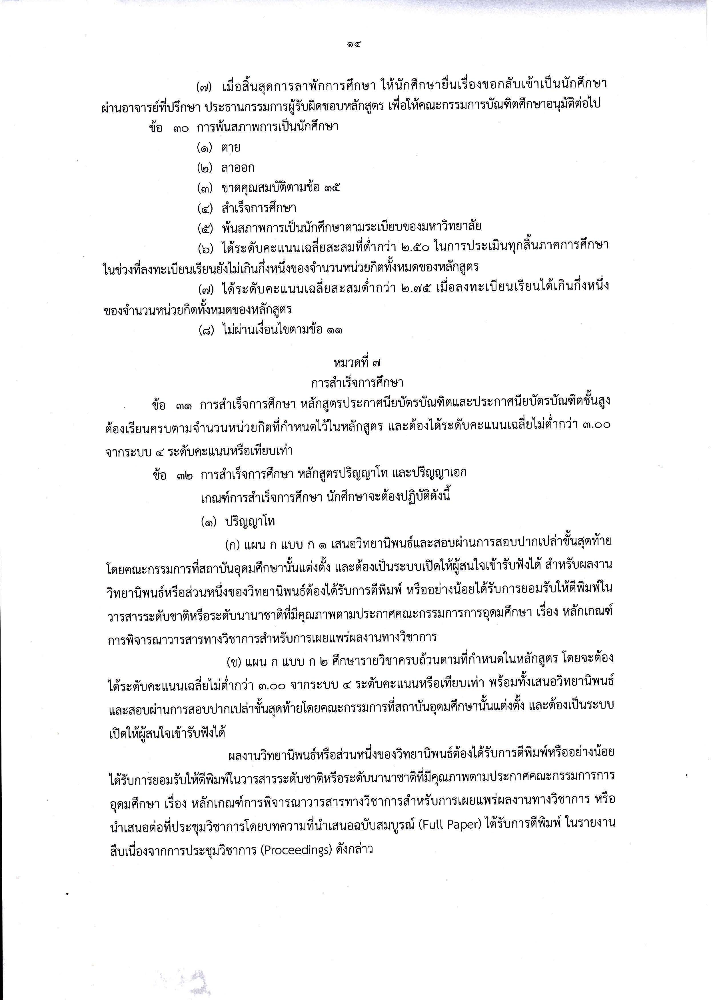 ๑๔
(๗) เมื่อสิ้นสุดการลาพักการศึกษา ให้นักศึกษายื่นเรื่องขอกลับเข้าเป็นนักศึกษา
ผ่านอาจารย์ที่ปรึกษา ประธานกรรมการผู้รับผิดชอบหลักสูตร เพื่อให้คณะกรรมการบัณฑิตศึกษาอนุมัติต่อไป
ข้อ ๓๐ การพ้นสภาพการเป็นนักศึกษา
(๑) ตาย
(๒) ลาออก
(๓) ขาดคุณสมบัติตามข้อ ๑๕
(๔) สำเร็จการศึกษา
(๕) พ้นสภาพการเป็นนักศึกษาตามระเบียบของมหาวิทยาลัย
(๖) ได้ระดับคะแนนเฉลี่ยสะสมที่ต่ำกว่า ๒.๕๐ ในการประเมินทุกสิ้นภาคการศึกษา
ในช่วงที่ลงทะเบียนเรียนยังไม่เกินกึ่งหนึ่งของจำนวนหน่วยกิตทั้งหมดของหลักสูตร
(๗) ได้ระดับคะแนนเฉลี่ยสะสมต่ำกว่า ๒.๗๕ เมื่อลงทะเบียนเรียนได้เกินกึ่งหนึ่ง
ของจำนวนหน่วยกิตทั้งหมดของหลักสูตร
(๘) ไม่ผ่านเงื่อนไขตามข้อ ๑๑
หมวดที่ ๗
การสำเร็จการศึกษา
ข้อ ๓๑ การสำเร็จการศึกษา หลักสูตรประกาศนียบัตรบัณฑิตและประกาศนียบัตรบัณฑิตชั้นสูง
ต้องเรียนครบตามจำนวนหน่วยกิตที่กำหนดไว้ในหลักสูตร และต้องได้ระดับคะแนนเฉลี่ยไม่ต่ำกว่า ๓.๐๐
จากระบบ ๔ ระดับคะแนนหรือเทียบเท่า
ข้อ ๓๒ การสำเร็จการศึกษา หลักสูตรปริญญาโท และปริญญาเอก
เกณฑ์การสำเร็จการศึกษา นักศึกษาจะต้องปฏิบัติดังนี้
(๑) ปริญญาโท
(ก) แผน ก แบบ ก ๑ เสนอวิทยานิพนธ์และสอบผ่านการสอบปากเปล่าขั้นสุดท้าย
โดยคณะกรรมการที่สถาบันอุดมศึกษานั้นแต่งตั้ง และต้องเป็นระบบเปิดให้ผู้สนใจเข้ารับฟังได้ สำหรับผลงาน
วิทยานิพนธ์หรือส่วนหนึ่งของวิทยานิพนธ์ต้องได้รับการตีพิมพ์ หรืออย่างน้อยได้รับการยอมรับให้ตีพิมพ์ใน
วารสารระดับชาติหรือระดับนานาชาติที่มีคุณภาพตามประกาศคณะกรรมการการอุดมศึกษา เรื่อง หลักเกณฑ์
การพิจารณาวารสารทางวิชาการสำหรับการเผยแพร่ผลงานทางวิชาการ
(ข) แผน ก แบบ ก ๒ ศึกษารายวิชาครบถ้วนตามที่กำหนดในหลักสูตร โดยจะต้อง
ได้ระดับคะแนนเฉลี่ยไม่ต่ำกว่า ๓.๐๐ จากระบบ ๔ ระดับคะแนนหรือเทียบเท่า พร้อมทั้งเสนอวิทยานิพนธ์
และสอบผ่านการสอบปากเปล่าขั้นสุดท้ายโดยคณะกรรมการที่สถาบันอุดมศึกษานั้นแต่งตั้ง และต้องเป็นระบบ
เปิดให้ผู้สนใจเข้ารับฟังได้
ผลงานวิทยานิพนธ์หรือส่วนหนึ่งของวิทยานิพนธ์ต้องได้รับการตีพิมพ์หรืออย่างน้อย
ได้รับการยอมรับให้ตีพิมพ์ในวารสารระดับชาติหรือระดับนานาชาติที่มีคุณภาพตามประกาศคณะกรรมการการ
อุดมศึกษา เรื่อง หลักเกณฑ์การพิจารณาวารสารทางวิชาการสำหรับการเผยแพร่ผลงานทางวิชาการ หรือ
นำเสนอต่อที่ประชุมวิชาการโดยบทความที่นำเสนอฉบับสมบูรณ์ (Full Paper) ได้รับการตีพิมพ์ ในรายงาน
สืบเนื่องจากการประชุมวิชาการ (Proceedings) ดังกล่าว